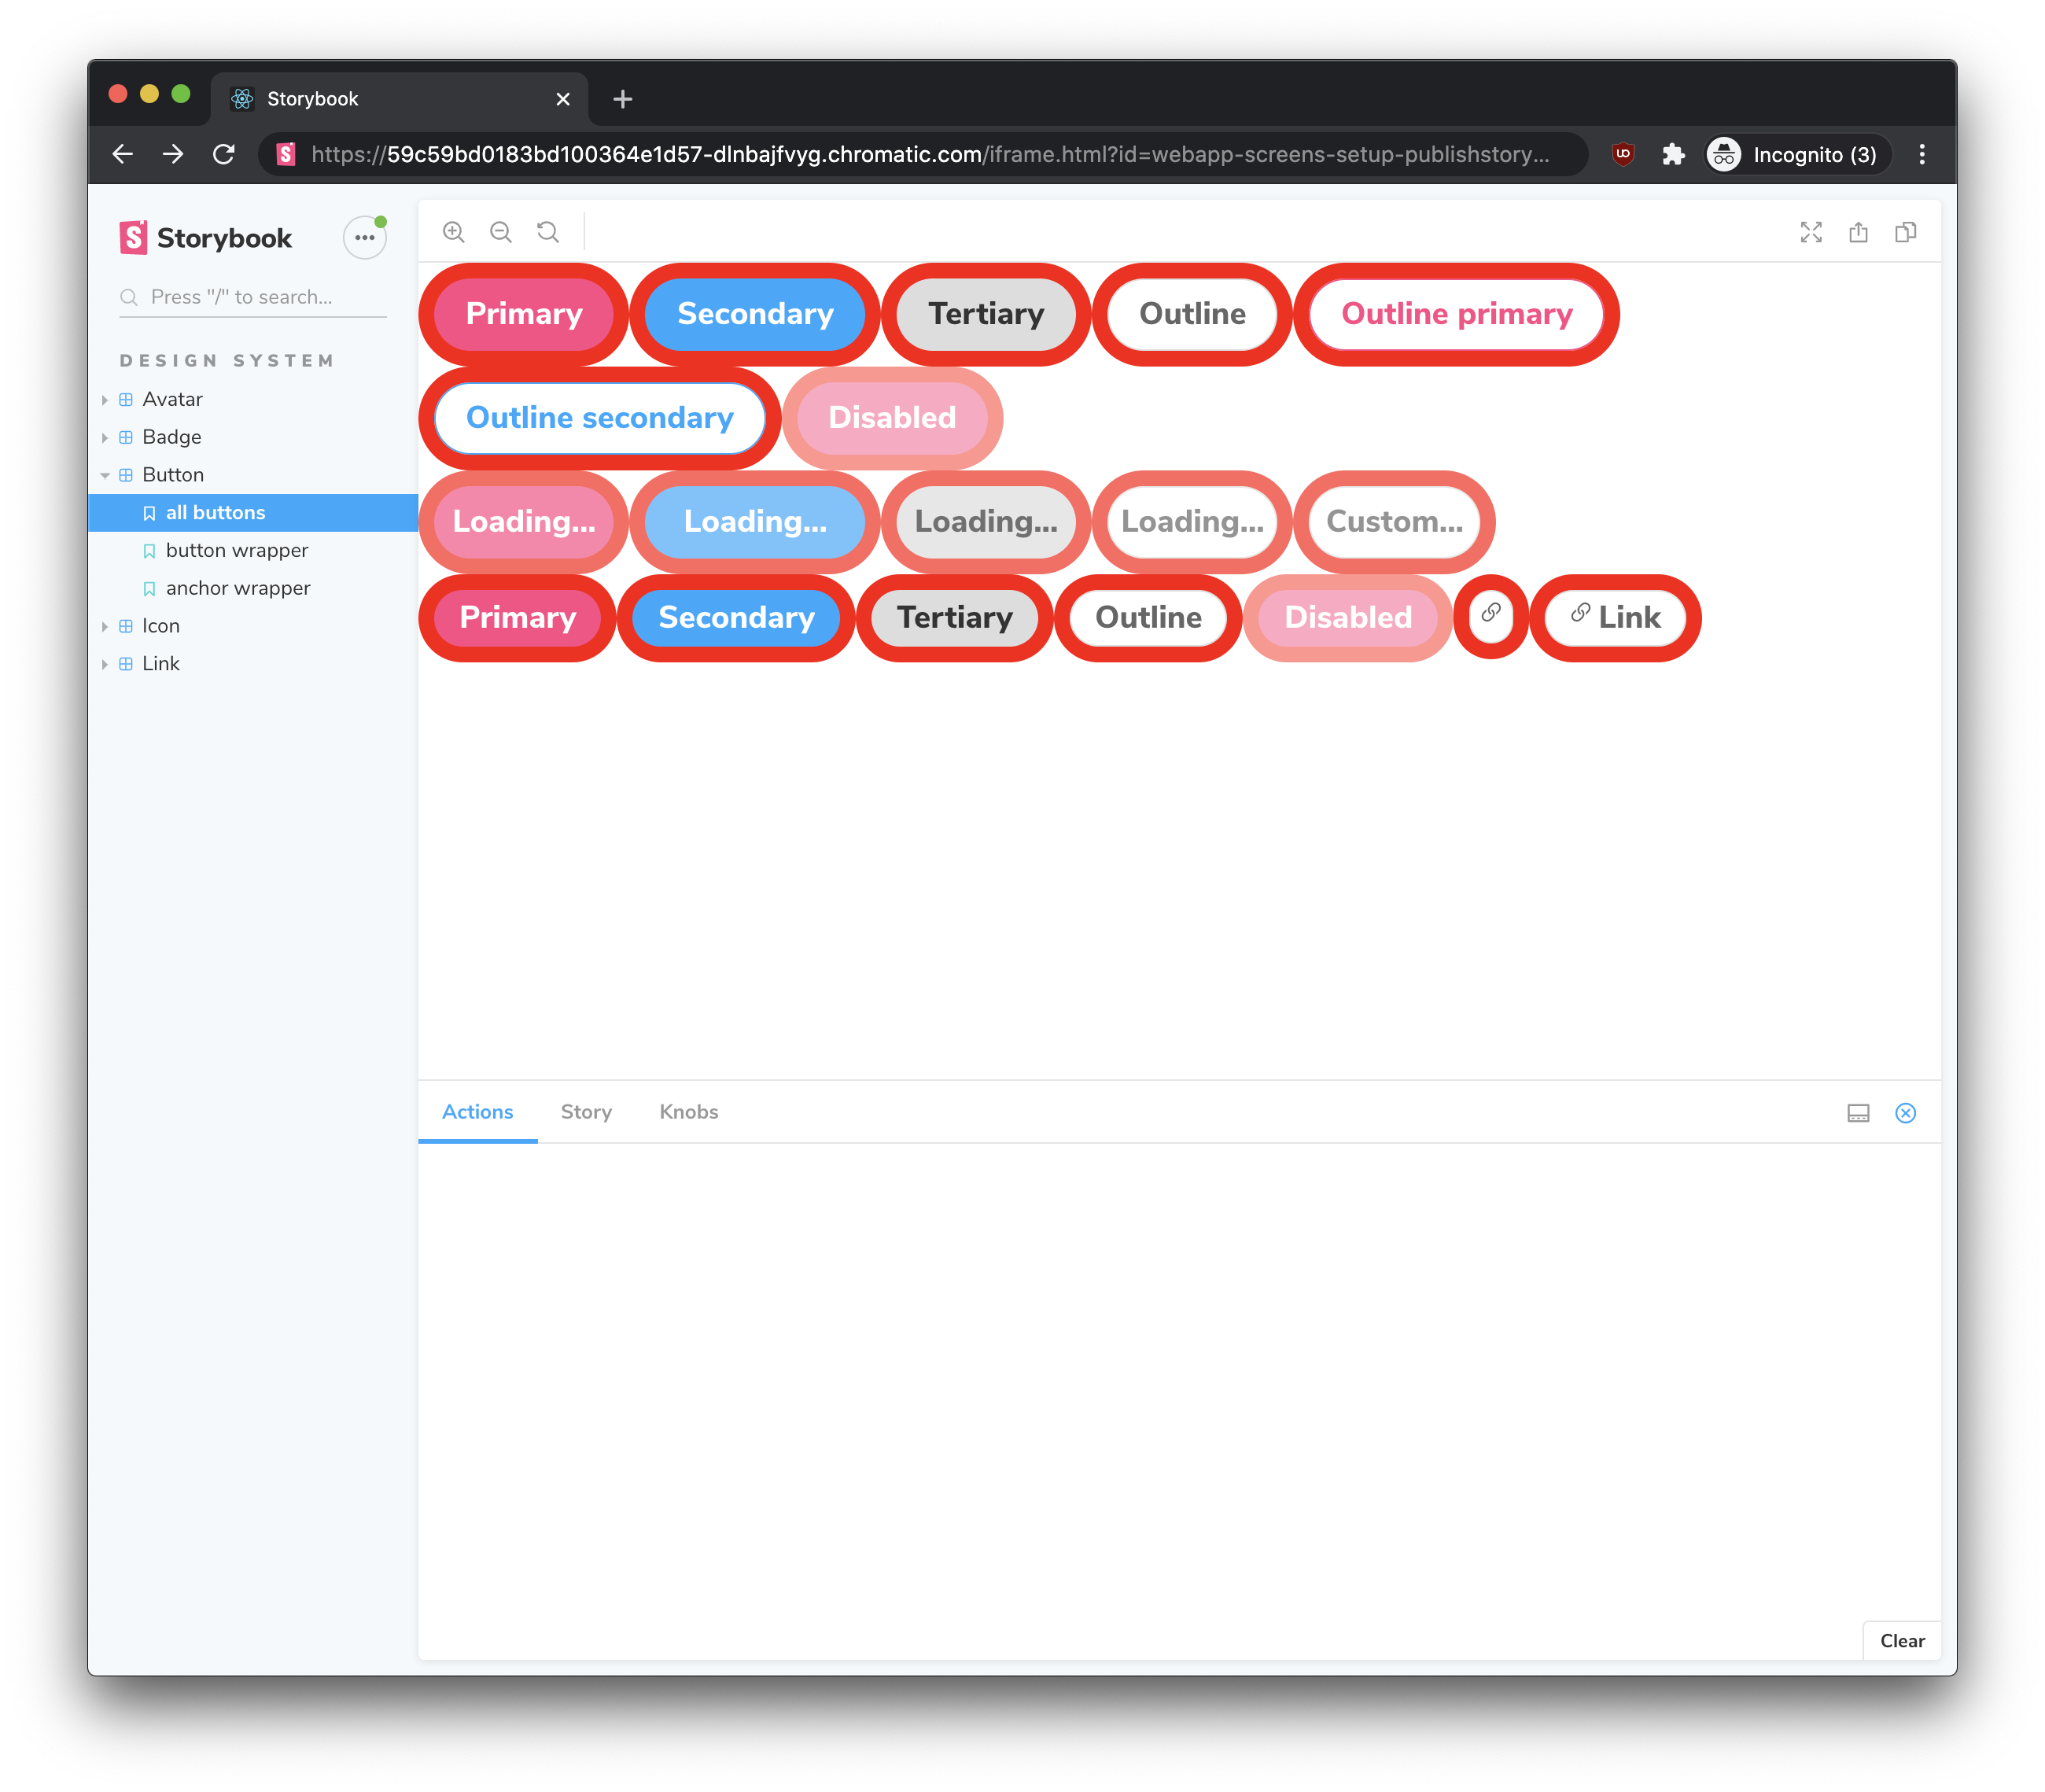 Storybook
https://59c59bd0183bd100364e1d57-dlnbajfvyg.chromatic.com/iframe.html?id=webapp-screens-setup-publishstory...
Incognito (3)
Storybook
Press "/" to search...
DESIGN SYSTEM
Avatar
Badge
Button
all buttons
button wrapper
anchor wrapper
Icon
Link
Primary Secondary Tertiary Outline Outline primary
Outline secondary Disabled
Loading... Loading... Loading... Loading... Custom...
Primary Secondary Tertiary Outline Disabled Link
Actions Story Knobs
Clear